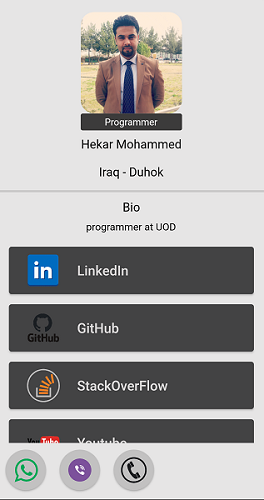 Programmer
Hekar Mohammed
Iraq - Duhok
Bio
programmer at UOD
in LinkedIn
GitHub GitHub
StackOverFlow
YouTube Youtube